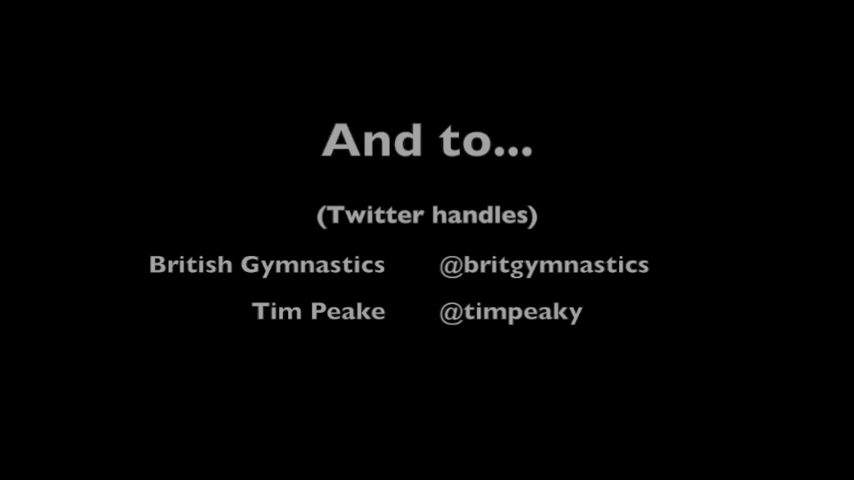 And to...
(Twitter handles)
British Gymnastics @britgymnastics
Tim Peake @timpeaky